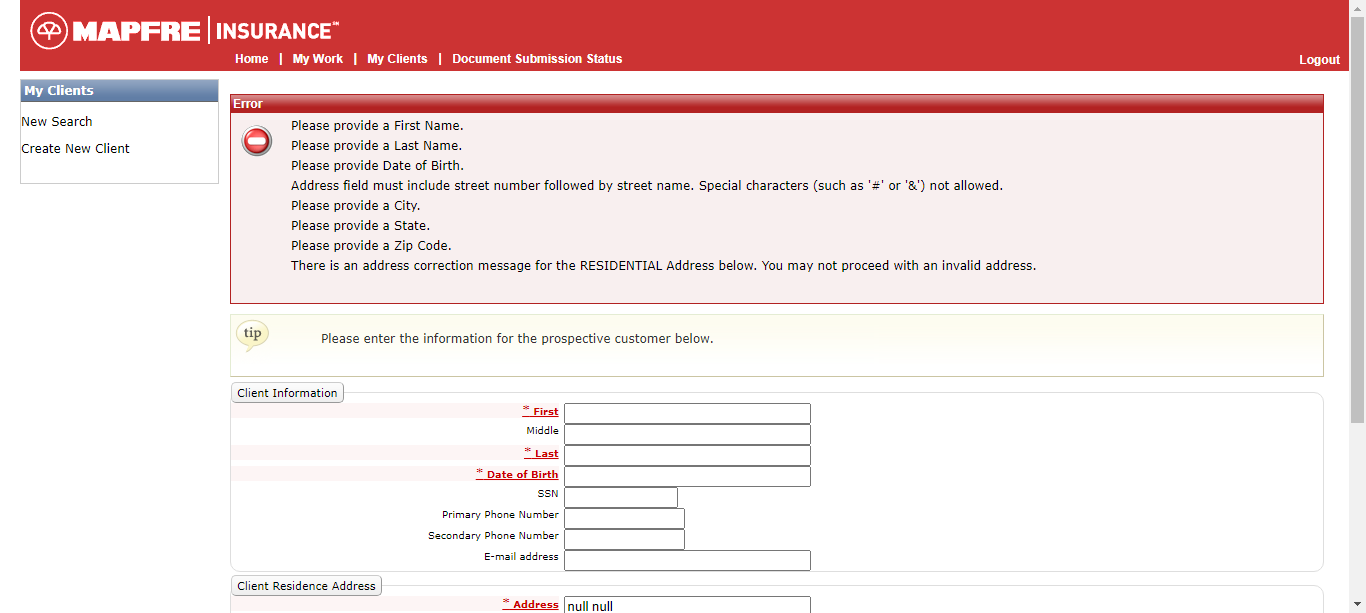 MAPFRE | INSURANCE℠
Home | My Work | My Clients | Document Submission Status
Logout
My Clients
New Search
Create New Client
Error
Please provide a First Name.
Please provide a Last Name.
Please provide Date of Birth.
Address field must include street number followed by street name. Special characters (such as '#' or '&') not allowed.
Please provide a City.
Please provide a State.
Please provide a Zip Code.
There is an address correction message for the RESIDENTIAL Address below. You may not proceed with an invalid address.
tip
Please enter the information for the prospective customer below.
Client Information
* First
Middle
* Last
* Date of Birth
SSN
Primary Phone Number
Secondary Phone Number
E-mail address
Client Residence Address
* Address null null